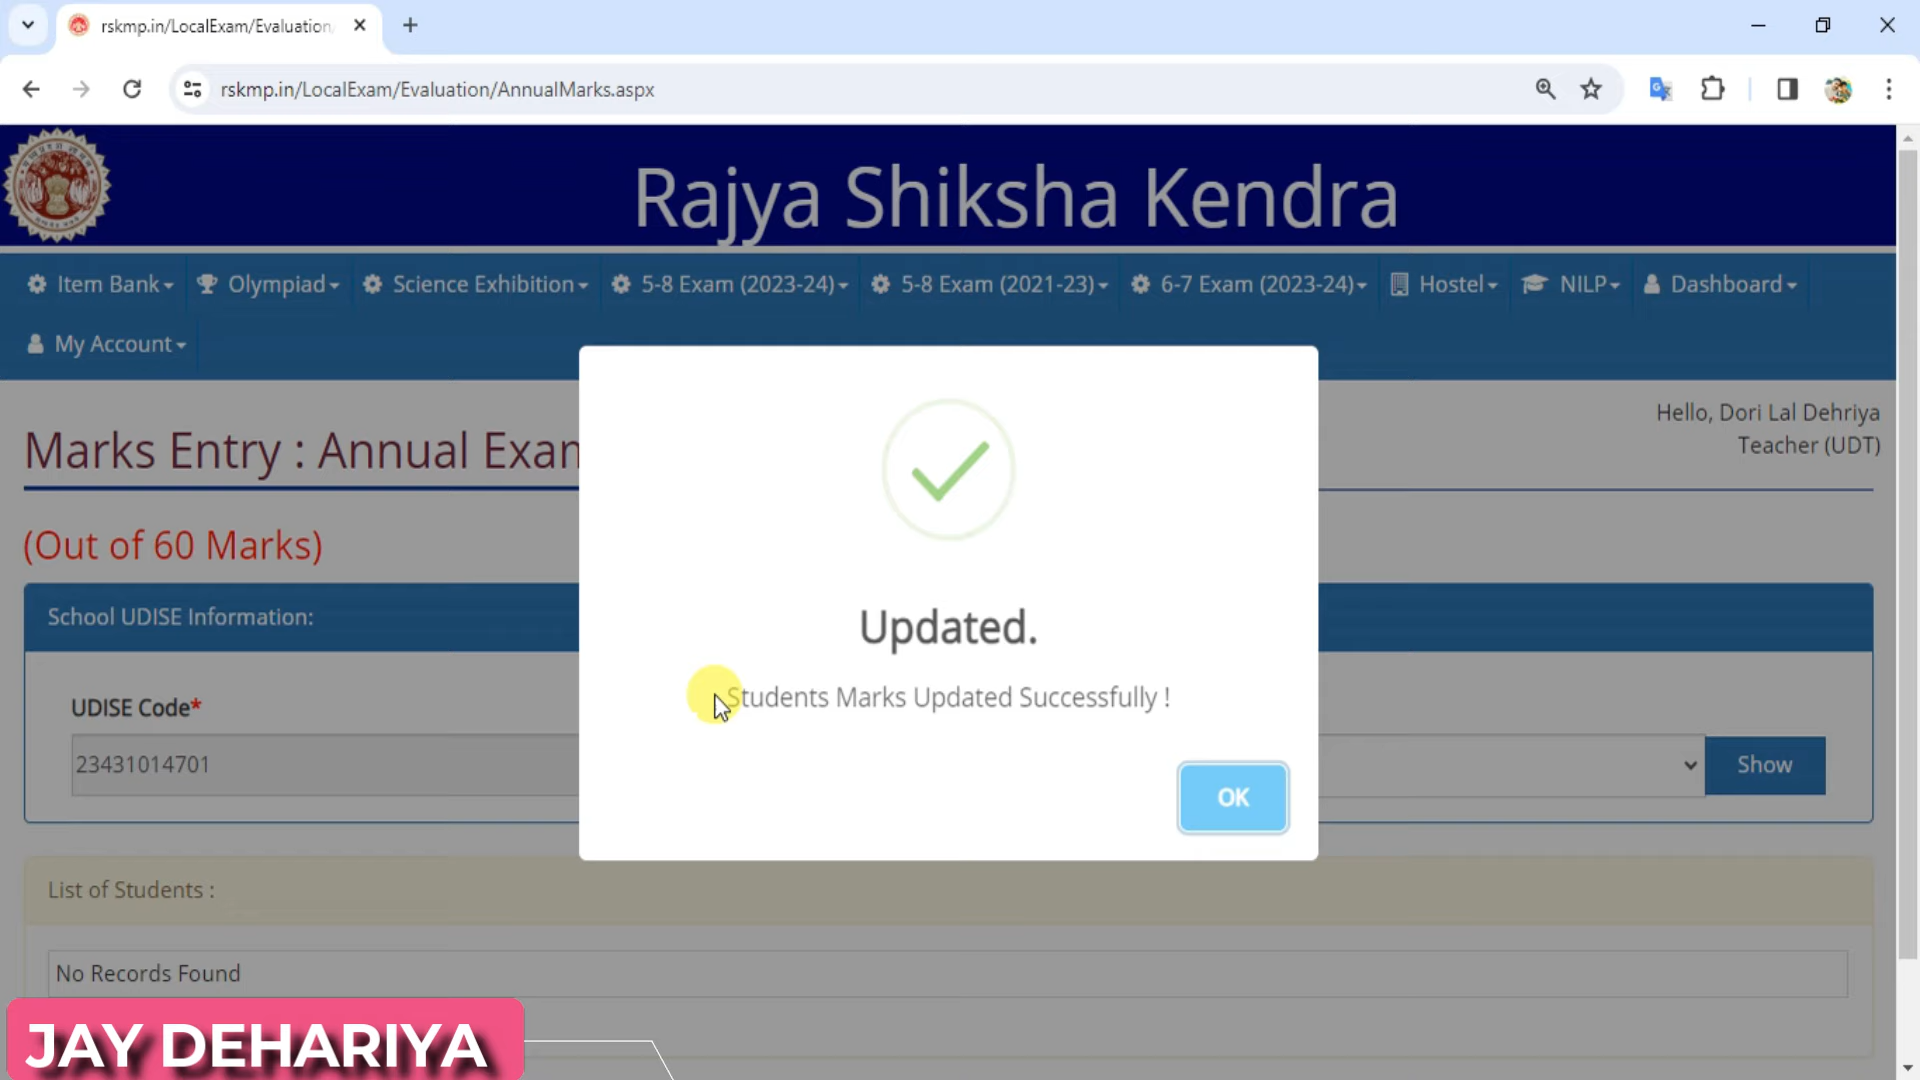 rskmp.in/LocalExam/Evaluation
rskmp.in/LocalExam/Evaluation/AnnualMarks.aspx
Rajya Shiksha Kendra
Item Bank
Olympiad
Science Exhibition
5-8 Exam (2023-24)
5-8 Exam (2021-23)
6-7 Exam (2023-24)
Hostel
NILP
Dashboard
My Account
Hello, Dori Lal Dehriya
Teacher (UDT)
Marks Entry : Annual Exam
(Out of 60 Marks)
School UDISE Information:
UDISE Code*
23431014701
Show
Updated.
Students Marks Updated Successfully !
OK
List of Students :
No Records Found
JAY DEHARIYA